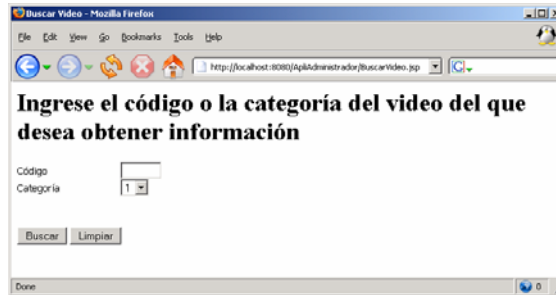 Buscar Video - Mozilla Firefox
File Edit View Go Bookmarks Tools Help
http://localhost:8080/ApliAdministrador/BuscarVideo.jsp
Ingrese el código o la categoría del video del que
desea obtener información
Código
Categoría 1
Buscar Limpiar
Done 0